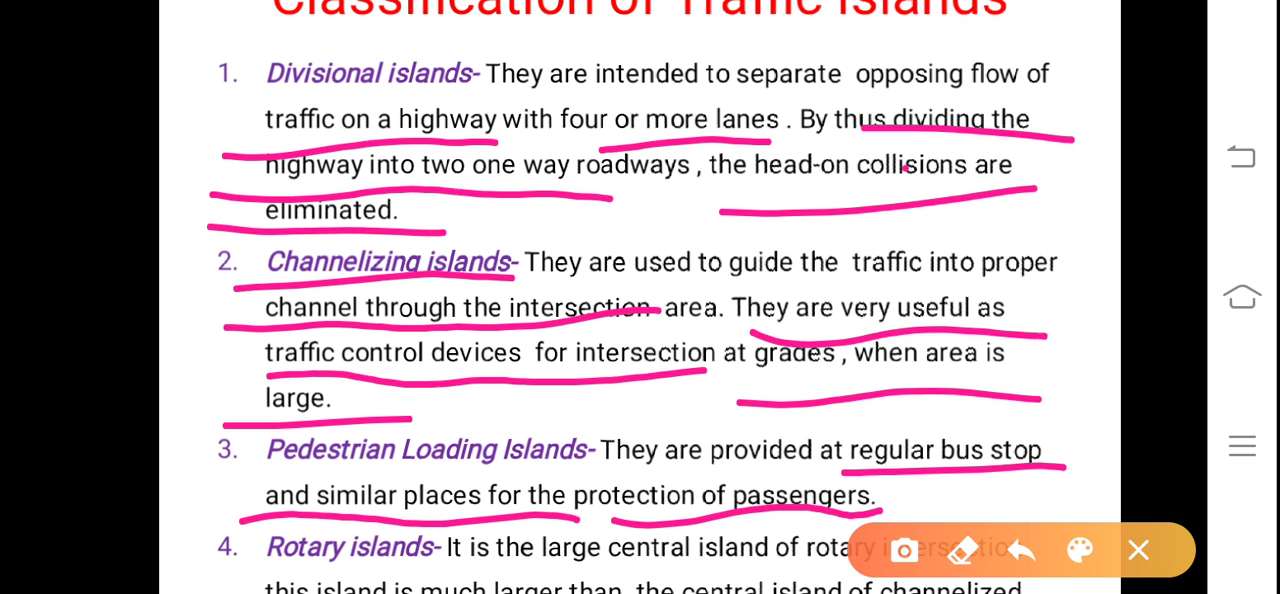 Classification of Traffic Islands
1. Divisional islands- They are intended to separate opposing flow of
traffic on a highway with four or more lanes . By thus dividing the
highway into two one way roadways , the head-on collisions are
eliminated.
2. Channelizing islands- They are used to guide the traffic into proper
channel through the intersection area. They are very useful as
traffic control devices for intersection at grades , when area is
large.
3. Pedestrian Loading Islands- They are provided at regular bus stop
and similar places for the protection of passengers.
4. Rotary islands- It is the large central island of rotary intersection
this island is much larger than the central island of channelized